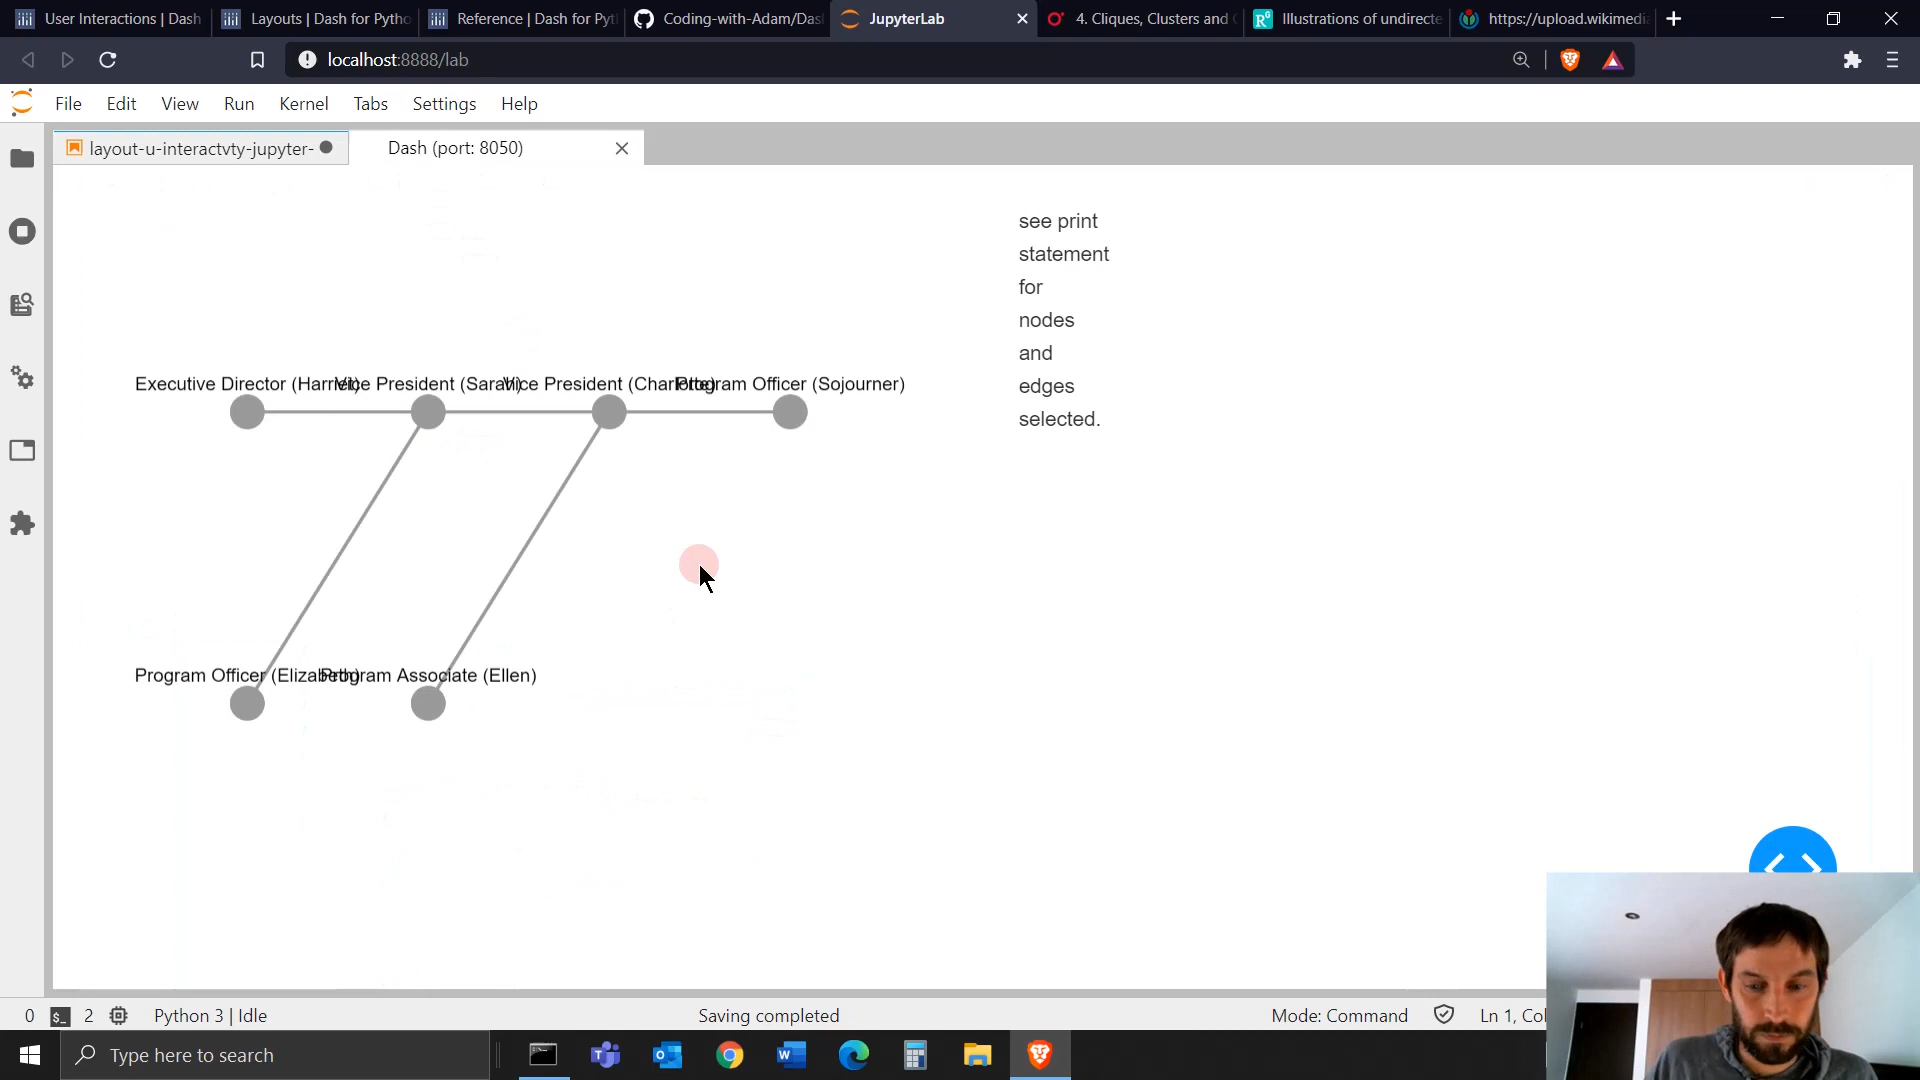 User Interactions | Dash
Layouts | Dash for Pytho
Reference | Dash for Pyt
Coding-with-Adam/Das
JupyterLab
4. Cliques, Clusters and
Illustrations of undirecte
https://upload.wikimedia
localhost:8888/lab
File Edit View Run Kernel Tabs Settings Help
layout-u-interactvty-jupyter-
Dash (port: 8050)
see print
statement
for
nodes
and
edges
selected.
Executive Director (Harriet)
Vice President (Sarah)
Vice President (Charlotte)
Program Officer (Sojourner)
Program Officer (Elizabeth)
Program Associate (Ellen)
0 $_ 2 Python 3 | Idle
Saving completed
Mode: Command
Ln 1, Col
Type here to search